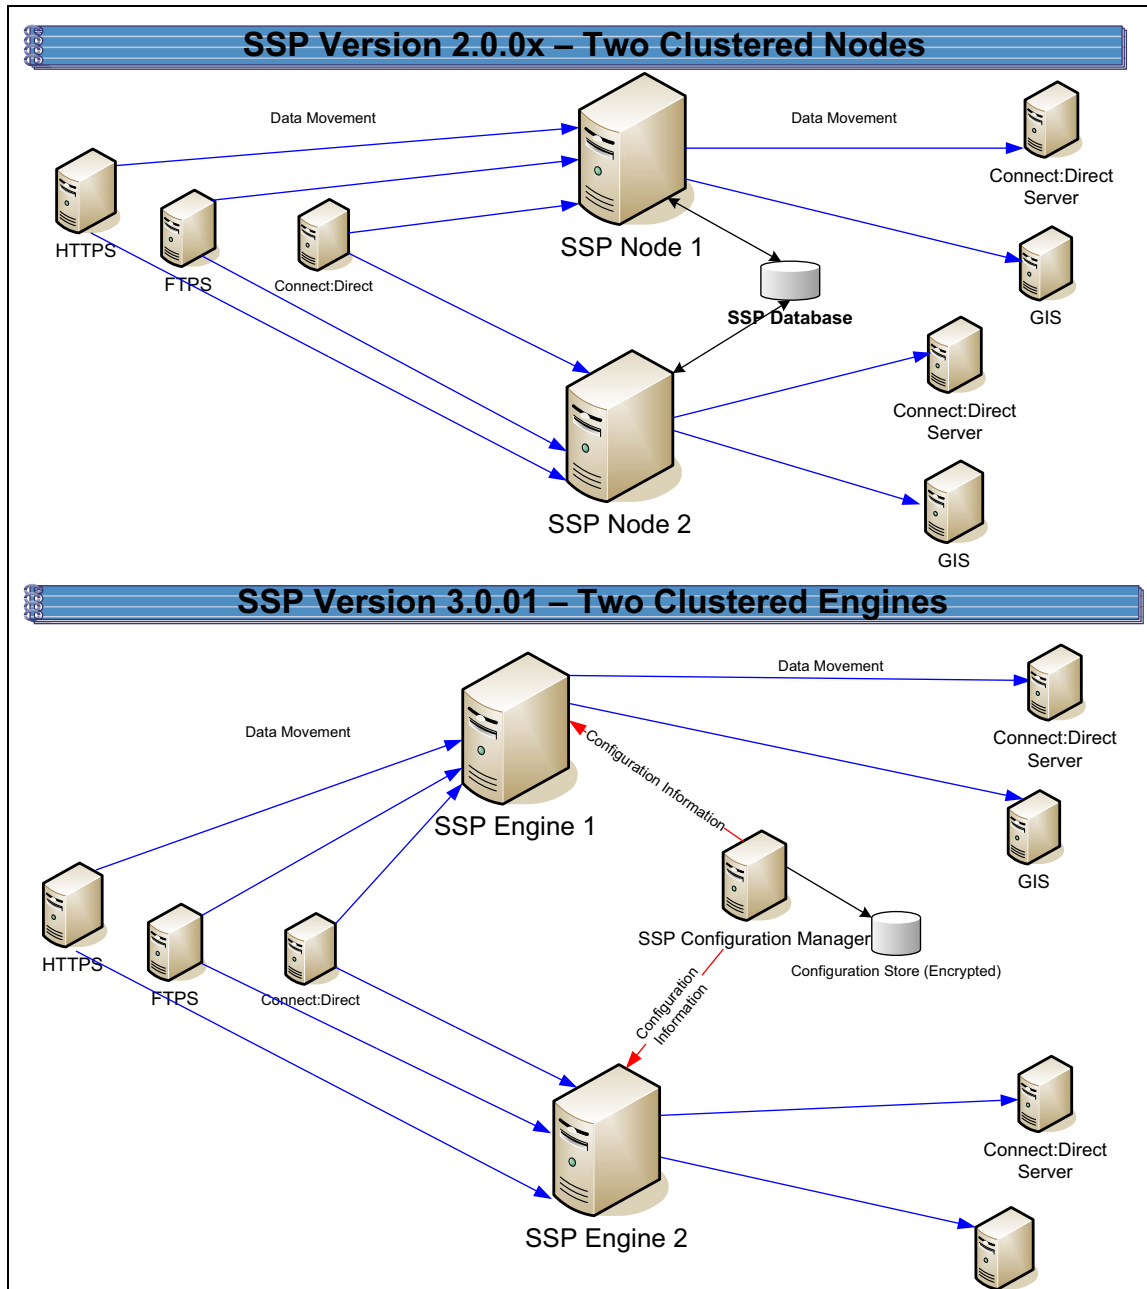 SSP Version 2.0.0x – Two Clustered Nodes
Data Movement
Data Movement
HTTPS
FTPS
Connect:Direct
SSP Node 1
Connect:Direct
Server
GIS
SSP Database
Connect:Direct
Server
SSP Node 2
GIS
SSP Version 3.0.01 – Two Clustered Engines
Data Movement
Data Movement
Configuration Information
Connect:Direct
Server
SSP Engine 1
GIS
SSP Configuration Manager
HTTPS
FTPS
Connect:Direct
Configuration Store (Encrypted)
Configuration
Information
Connect:Direct
Server
SSP Engine 2